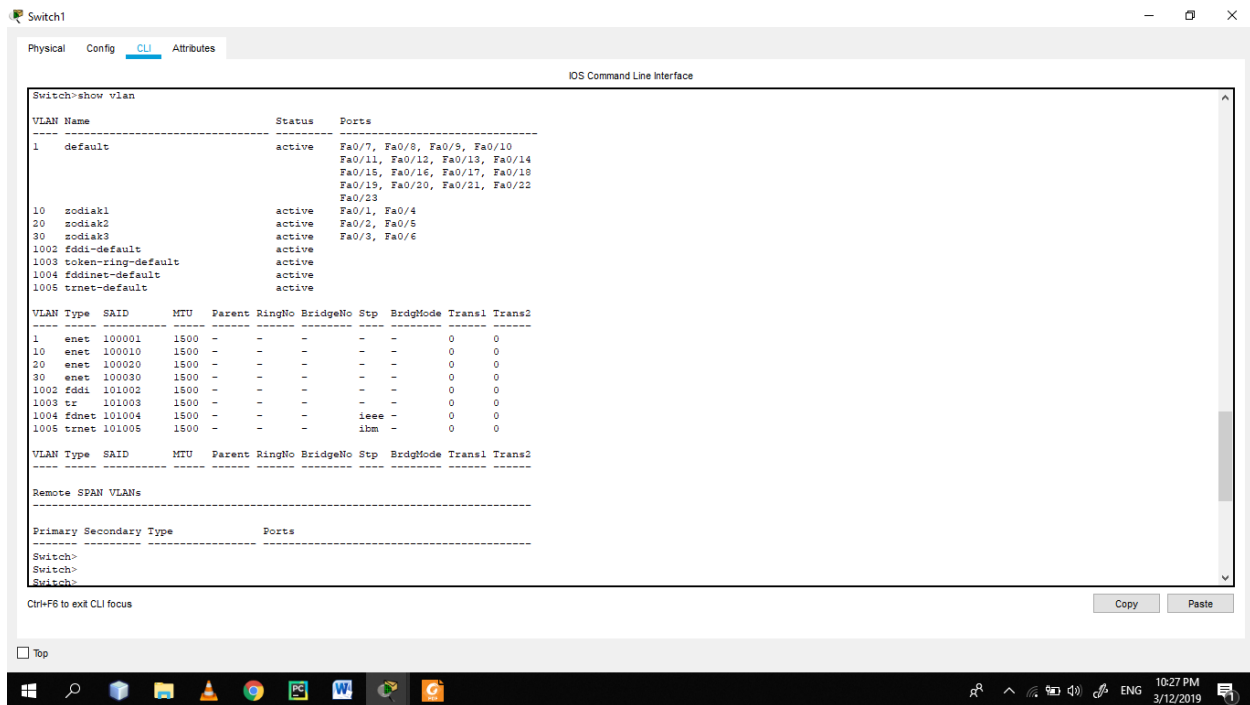 Switch1
Physical Config CLI Attributes
IOS Command Line Interface
Switch>show vlan
VLAN Name                             Status    Ports
---- -------------------------------- --------- -------------------------------
1    default                          active    Fa0/7, Fa0/8, Fa0/9, Fa0/10
                                                Fa0/11, Fa0/12, Fa0/13, Fa0/14
                                                Fa0/15, Fa0/16, Fa0/17, Fa0/18
                                                Fa0/19, Fa0/20, Fa0/21, Fa0/22
                                                Fa0/23
10   zodiak1                          active    Fa0/1, Fa0/4
20   zodiak2                          active    Fa0/2, Fa0/5
30   zodiak3                          active    Fa0/3, Fa0/6
1002 fddi-default                     active
1003 token-ring-default               active
1004 fddinet-default                  active
1005 trnet-default                    active
VLAN Type  SAID       MTU   Parent RingNo BridgeNo Stp  BrdgMode Trans1 Trans2
---- ----- ---------- ----- ------ ------ -------- ---- -------- ------ ------
1    enet  100001     1500  -      -      -        -    -        0      0
10   enet  100010     1500  -      -      -        -    -        0      0
20   enet  100020     1500  -      -      -        -    -        0      0
30   enet  100030     1500  -      -      -        -    -        0      0
1002 fddi  101002     1500  -      -      -        -    -        0      0
1003 tr    101003     1500  -      -      -        -    -        0      0
1004 fdnet 101004     1500  -      -      -        ieee -        0      0
1005 trnet 101005     1500  -      -      -        ibm  -        0      0
VLAN Type  SAID       MTU   Parent RingNo BridgeNo Stp  BrdgMode Trans1 Trans2
---- ----- ---------- ----- ------ ------ -------- ---- -------- ------ ------
Remote SPAN VLANs
------------------------------------------------------------------------------
Primary Secondary Type              Ports
------- --------- ----------------- ------------------------------------------
Switch>
Switch>
Switch>
Ctrl+F6 to exit CLI focus
Copy Paste
Top
PC W G
ENG 10:27 PM
3/12/2019
1